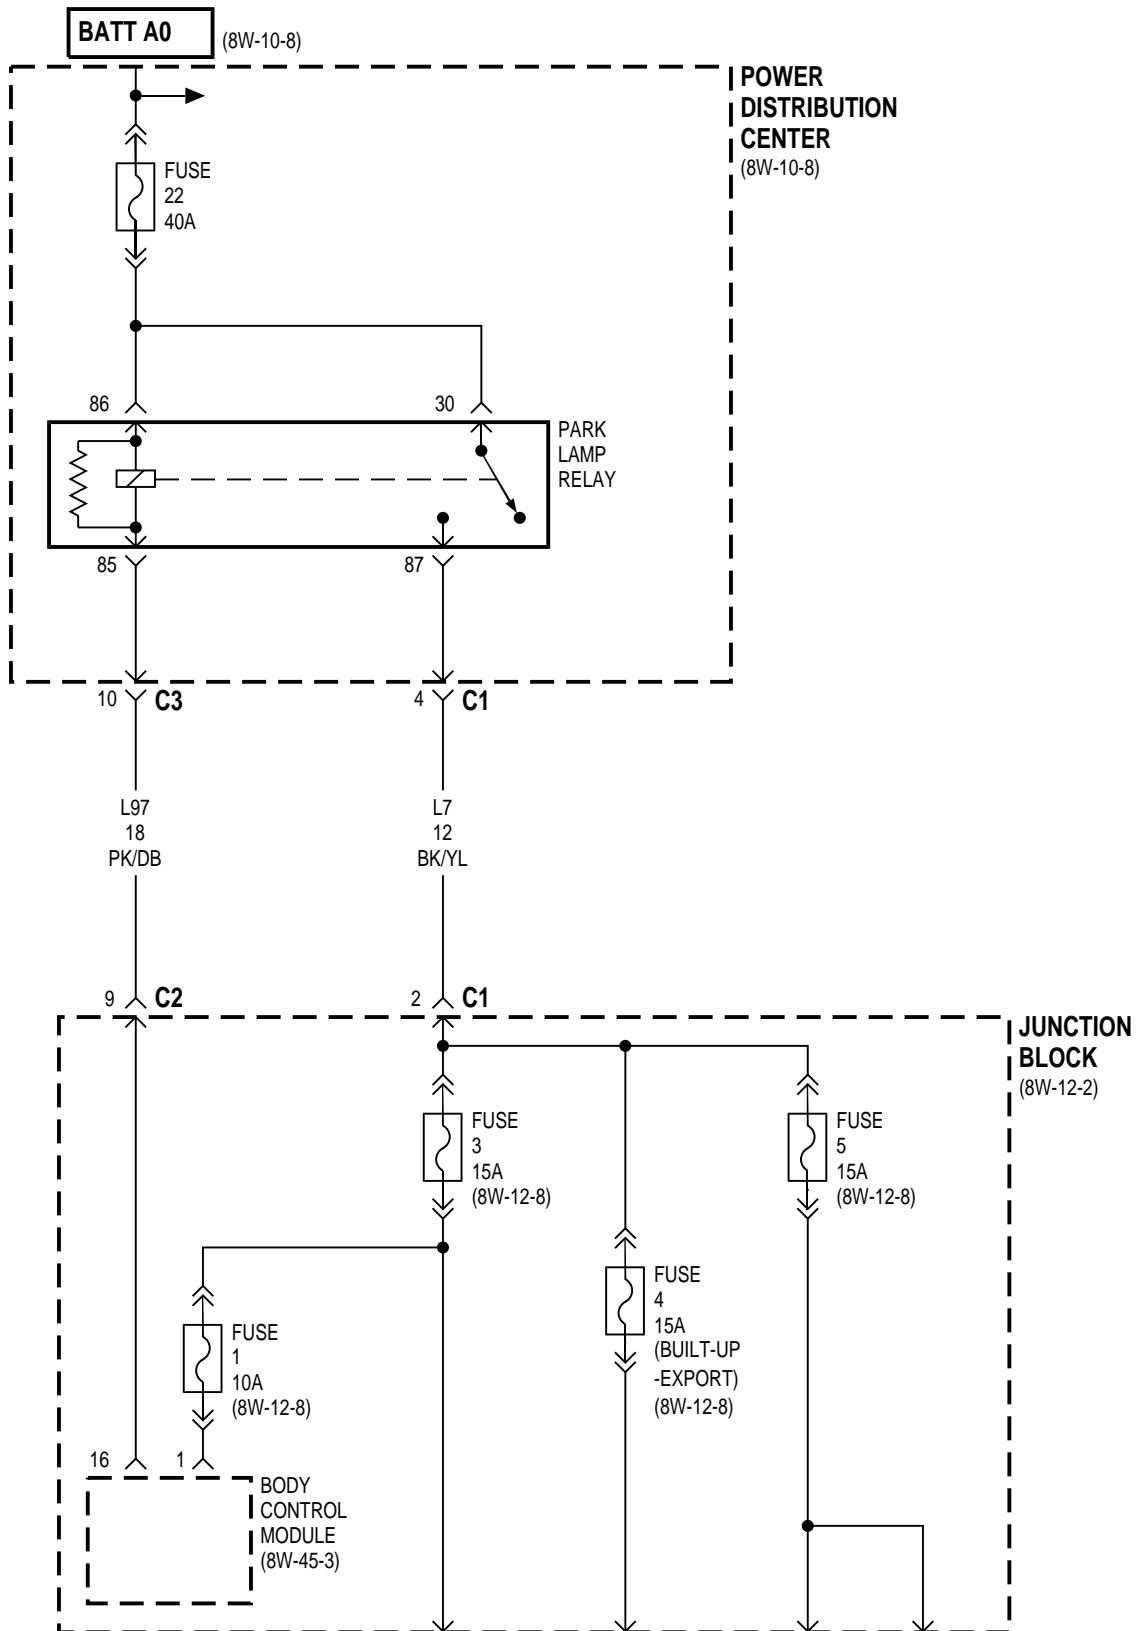 BATT A0
(8W-10-8)
POWER
DISTRIBUTION
CENTER
(8W-10-8)
FUSE
22
40A
86
30
PARK
LAMP
RELAY
85
87
10
C3
4
C1
L97
18
PK/DB
L7
12
BK/YL
9
C2
2
C1
JUNCTION
BLOCK
(8W-12-2)
FUSE
3
15A
(8W-12-8)
FUSE
5
15A
(8W-12-8)
FUSE
4
15A
(BUILT-UP
-EXPORT)
(8W-12-8)
FUSE
1
10A
(8W-12-8)
16
1
BODY
CONTROL
MODULE
(8W-45-3)